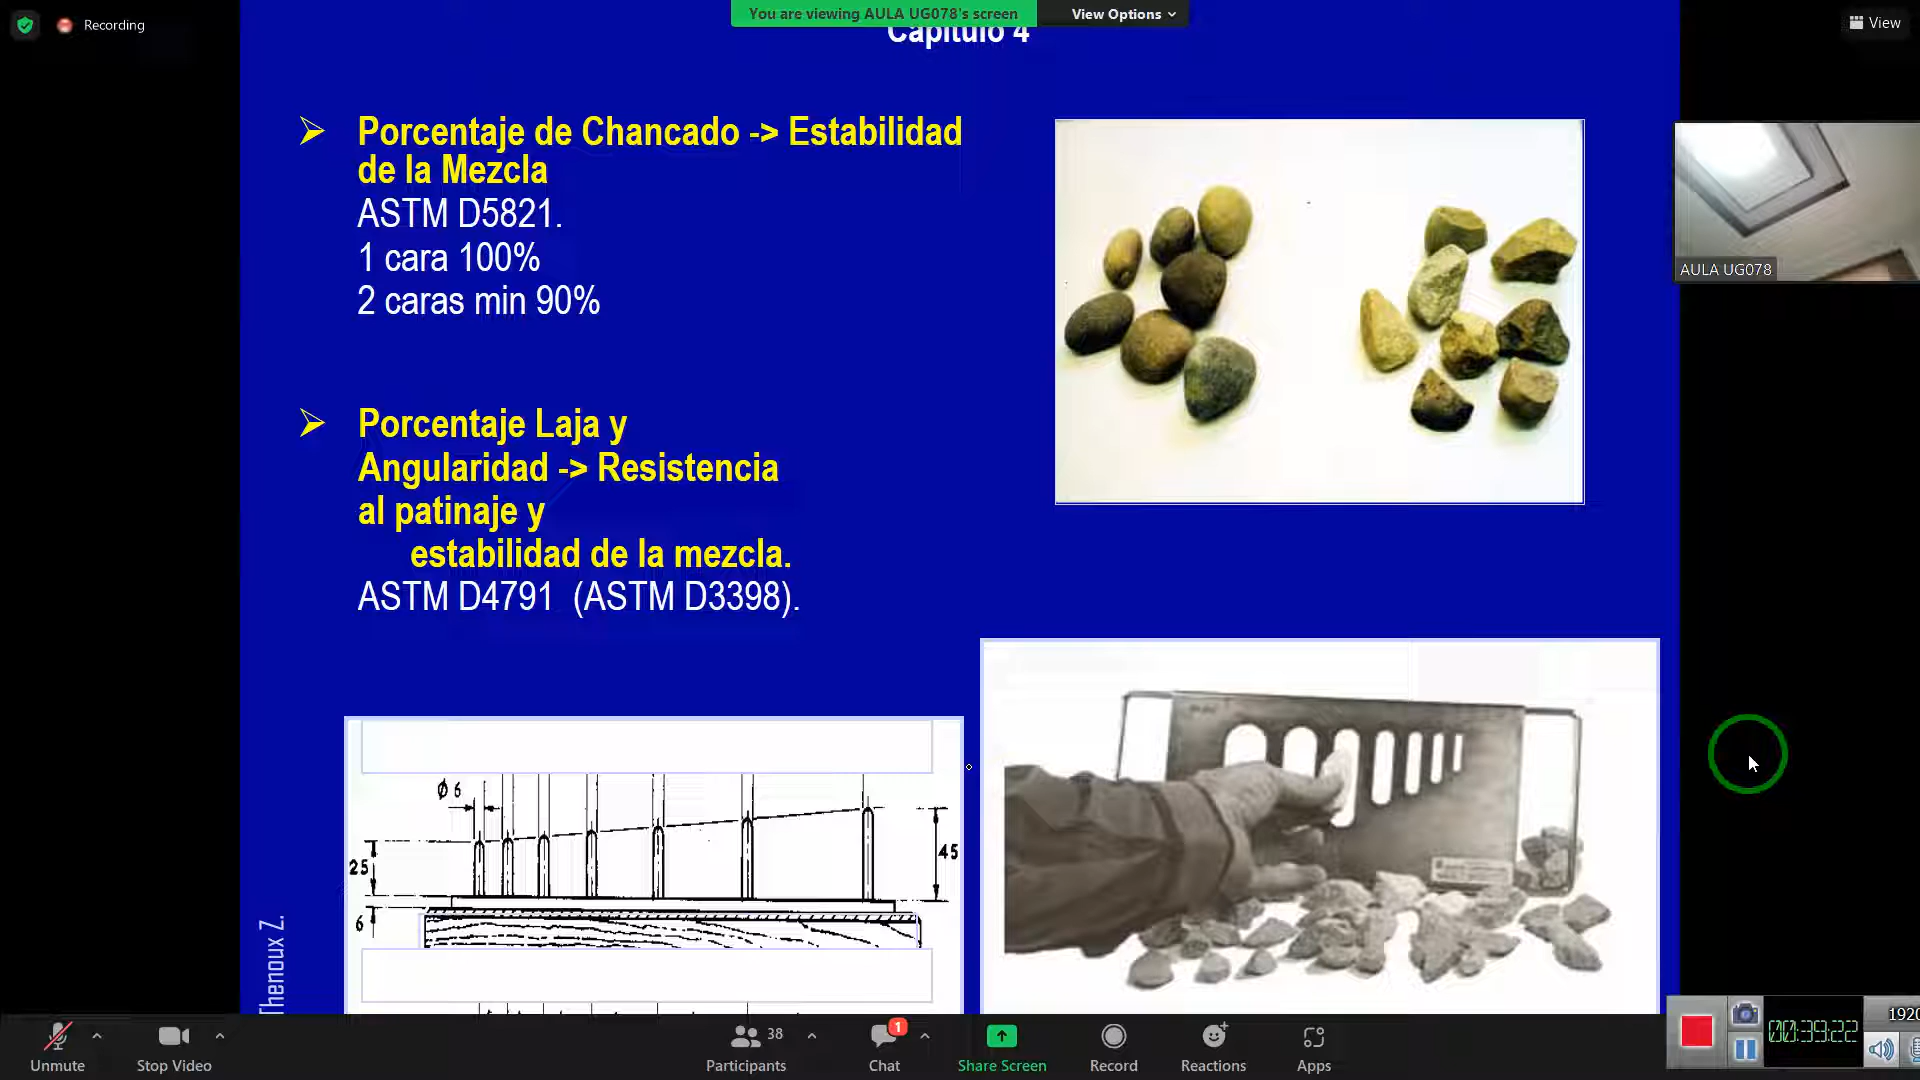 Recording
You are viewing AULA UG078's screen
View Options
View
Capítulo 4
Porcentaje de Chancado -> Estabilidad
de la Mezcla
ASTM D5821.
1 cara 100%
2 caras min 90%
AULA UG078
Porcentaje Laja y
Angularidad -> Resistencia
al patinaje y
estabilidad de la mezcla.
ASTM D4791 (ASTM D3398).
Ø 6
25
45
6
Thenoux Z.
Unmute
Stop Video
38
Participants
1
Chat
Share Screen
Record
Reactions
Apps
00:39:22
1920